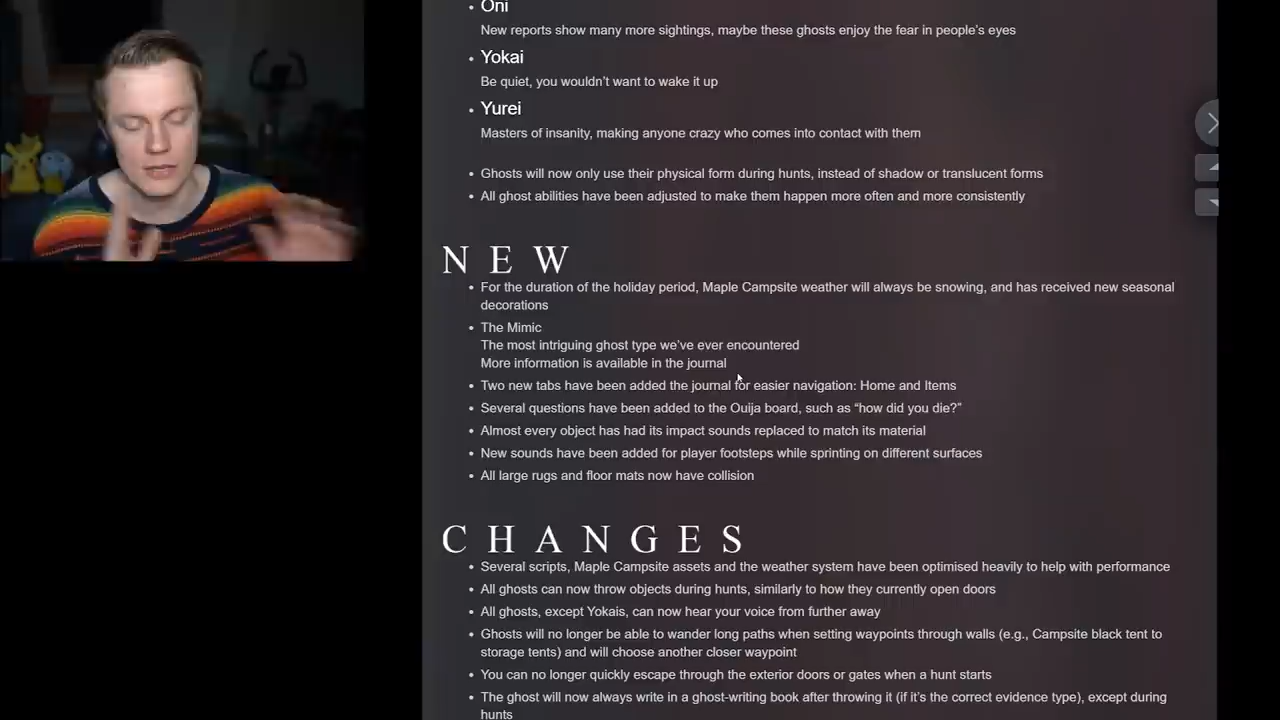 Oni
New reports show many more sightings, maybe these ghosts enjoy the fear in people's eyes
Yokai
Be quiet, you wouldn't want to wake it up
Yurei
Masters of insanity, making anyone crazy who comes into contact with them
Ghosts will now only use their physical form during hunts, instead of shadow or translucent forms
All ghost abilities have been adjusted to make them happen more often and more consistently
NEW
For the duration of the holiday period, Maple Campsite weather will always be snowing, and has received new seasonal
decorations
The Mimic
The most intriguing ghost type we've ever encountered
More information is available in the journal
Two new tabs have been added the journal for easier navigation: Home and Items
Several questions have been added to the Ouija board, such as “how did you die?”
Almost every object has had its impact sounds replaced to match its material
New sounds have been added for player footsteps while sprinting on different surfaces
All large rugs and floor mats now have collision
CHANGES
Several scripts, Maple Campsite assets and the weather system have been optimised heavily to help with performance
All ghosts can now throw objects during hunts, similarly to how they currently open doors
All ghosts, except Yokais, can now hear your voice from further away
Ghosts will no longer be able to wander long paths when setting waypoints through walls (e.g., Campsite black tent to
storage tents) and will choose another closer waypoint
You can no longer quickly escape through the exterior doors or gates when a hunt starts
The ghost will now always write in a ghost-writing book after throwing it (if it's the correct evidence type), except during
hunts